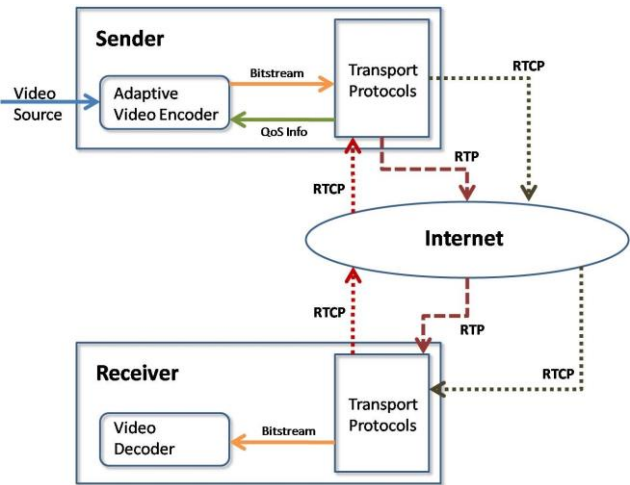 Sender
RTCP
Bitstream
Transport
Protocols
Video
Source
Adaptive
Video Encoder
QoS Info
RTP
RTCP
Internet
RTCP
RTP
Receiver
RTCP
Transport
Protocols
Video
Decoder
Bitstream